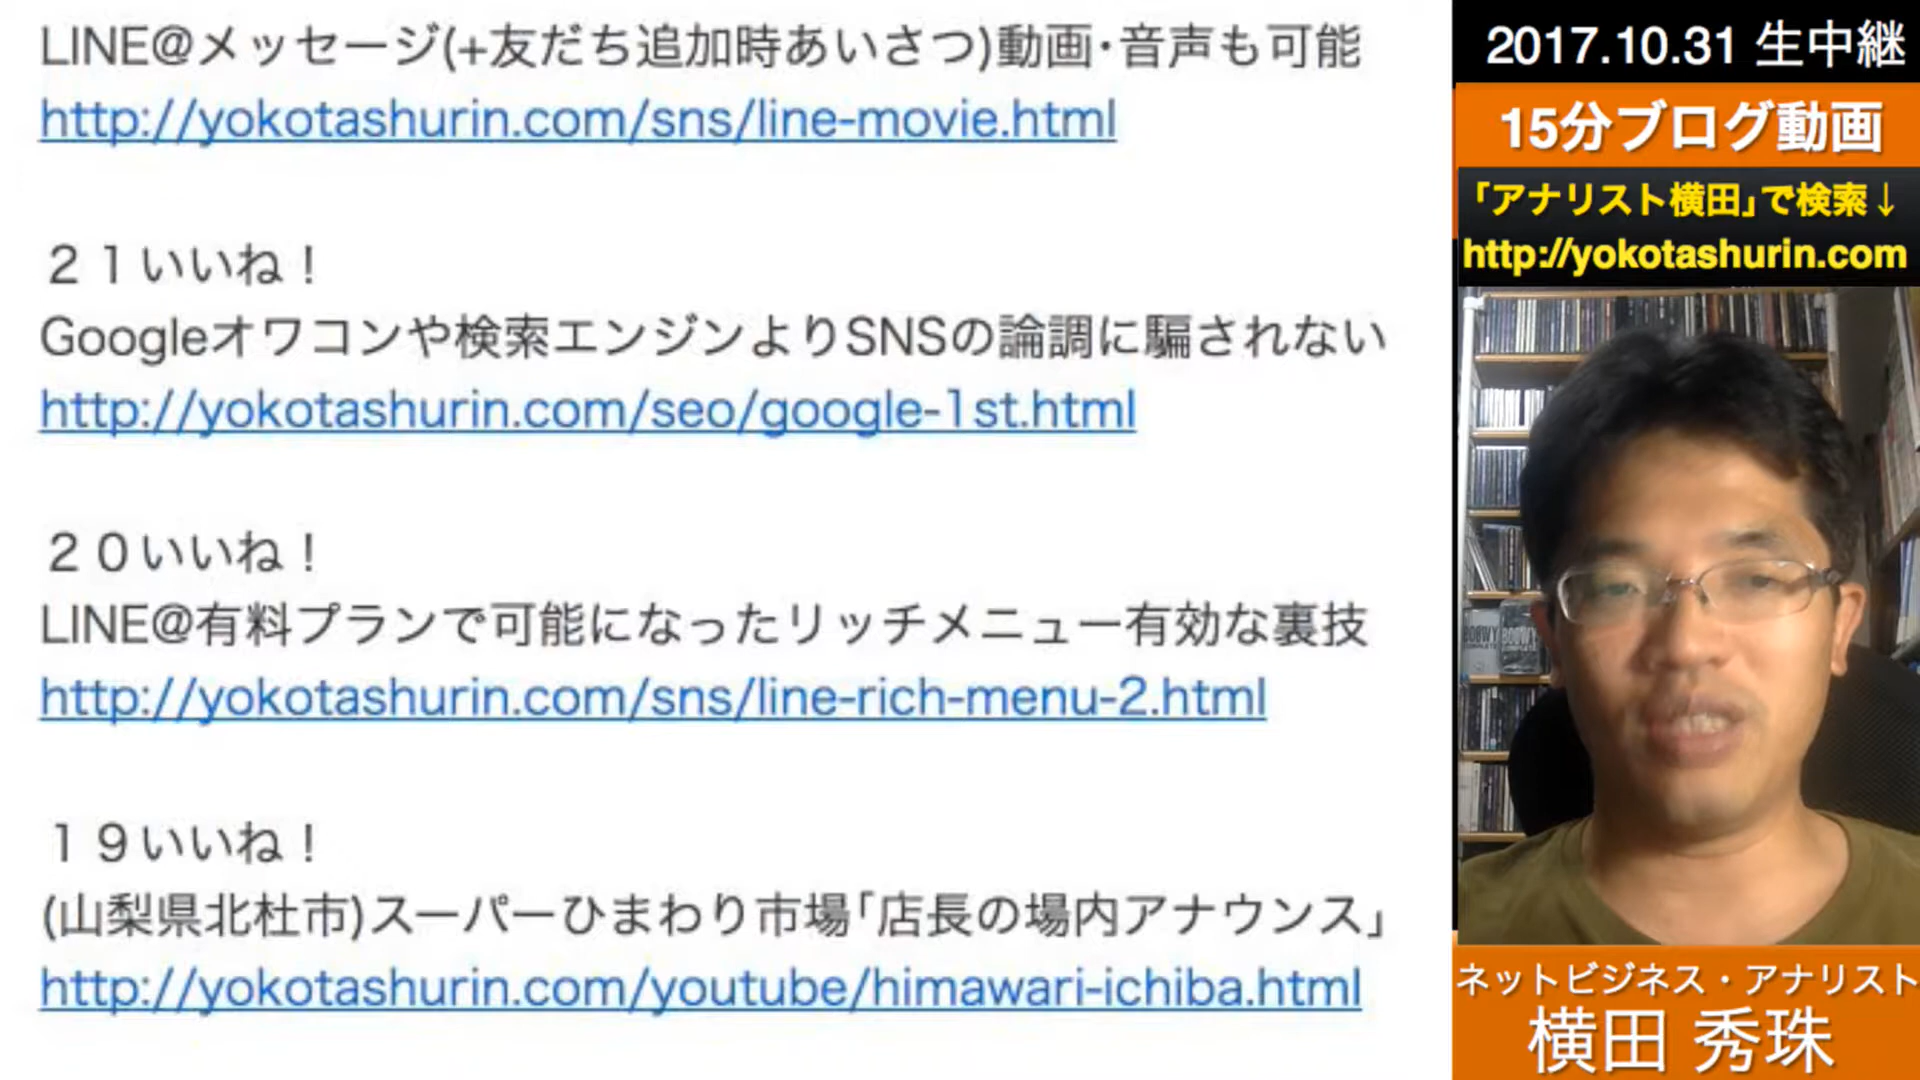 LINE@メッセージ(+友だち追加時あいさつ)動画・音声も可能
http://yokotashurin.com/sns/line-movie.html
２１いいね！
Googleオワコンや検索エンジンよりSNSの論調に騙されない
http://yokotashurin.com/seo/google-1st.html
２０いいね！
LINE@有料プランで可能になったリッチメニュー有効な裏技
http://yokotashurin.com/sns/line-rich-menu-2.html
１９いいね！
(山梨県北杜市)スーパーひまわり市場「店長の場内アナウンス」
http://yokotashurin.com/youtube/himawari-ichiba.html
2017.10.31 生中継
15分ブログ動画
「アナリスト横田」で検索↓
http://yokotashurin.com
BOØWY BOØWY
COMPLETE
ネットビジネス・アナリスト
横田 秀珠